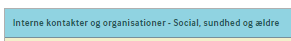 Interne kontakter og organisationer - Social, sundhed og ældre